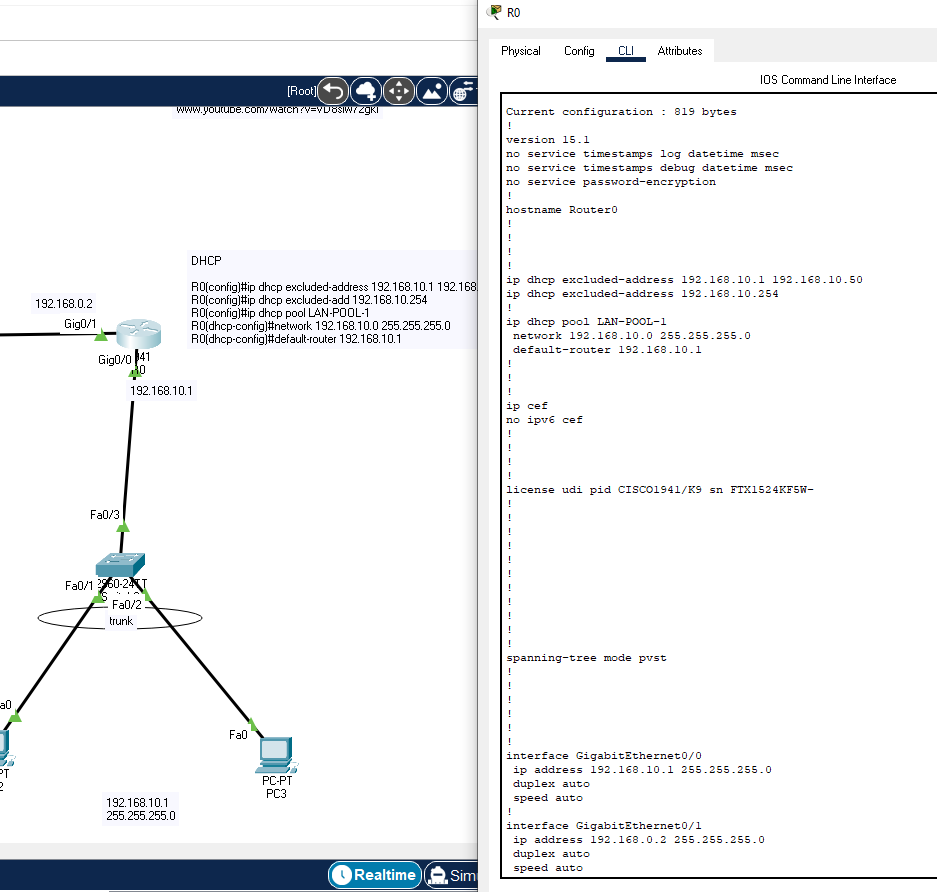 [Root]
www.youtube.com/watch?v=VD8slW7zgkI
DHCP
R0(config)#ip dhcp excluded-address 192.168.10.1 192.168.
R0(config)#ip dhcp excluded-add 192.168.10.254
R0(config)#ip dhcp pool LAN-POOL-1
R0(dhcp-config)#network 192.168.10.0 255.255.255.0
R0(dhcp-config)#default-router 192.168.10.1
192.168.0.2
Gig0/1
Gig0/0
192.168.10.1
Fa0/3
Fa0/1
2960-24TT
Fa0/2
trunk
Fa0
PC-PT
PC3
192.168.10.1
255.255.255.0
Realtime
R0
Physical
Config
CLI
Attributes
IOS Command Line Interface
Current configuration : 819 bytes
!
version 15.1
no service timestamps log datetime msec
no service timestamps debug datetime msec
no service password-encryption
!
hostname Router0
!
!
!
!
ip dhcp excluded-address 192.168.10.1 192.168.10.50
ip dhcp excluded-address 192.168.10.254
!
ip dhcp pool LAN-POOL-1
network 192.168.10.0 255.255.255.0
default-router 192.168.10.1
!
!
!
ip cef
no ipv6 cef
!
!
!
!
license udi pid CISCO1941/K9 sn FTX1524KF5W-
!
!
!
!
!
!
!
!
!
!
!
spanning-tree mode pvst
!
!
!
!
!
!
interface GigabitEthernet0/0
ip address 192.168.10.1 255.255.255.0
duplex auto
speed auto
!
interface GigabitEthernet0/1
ip address 192.168.0.2 255.255.255.0
duplex auto
speed auto